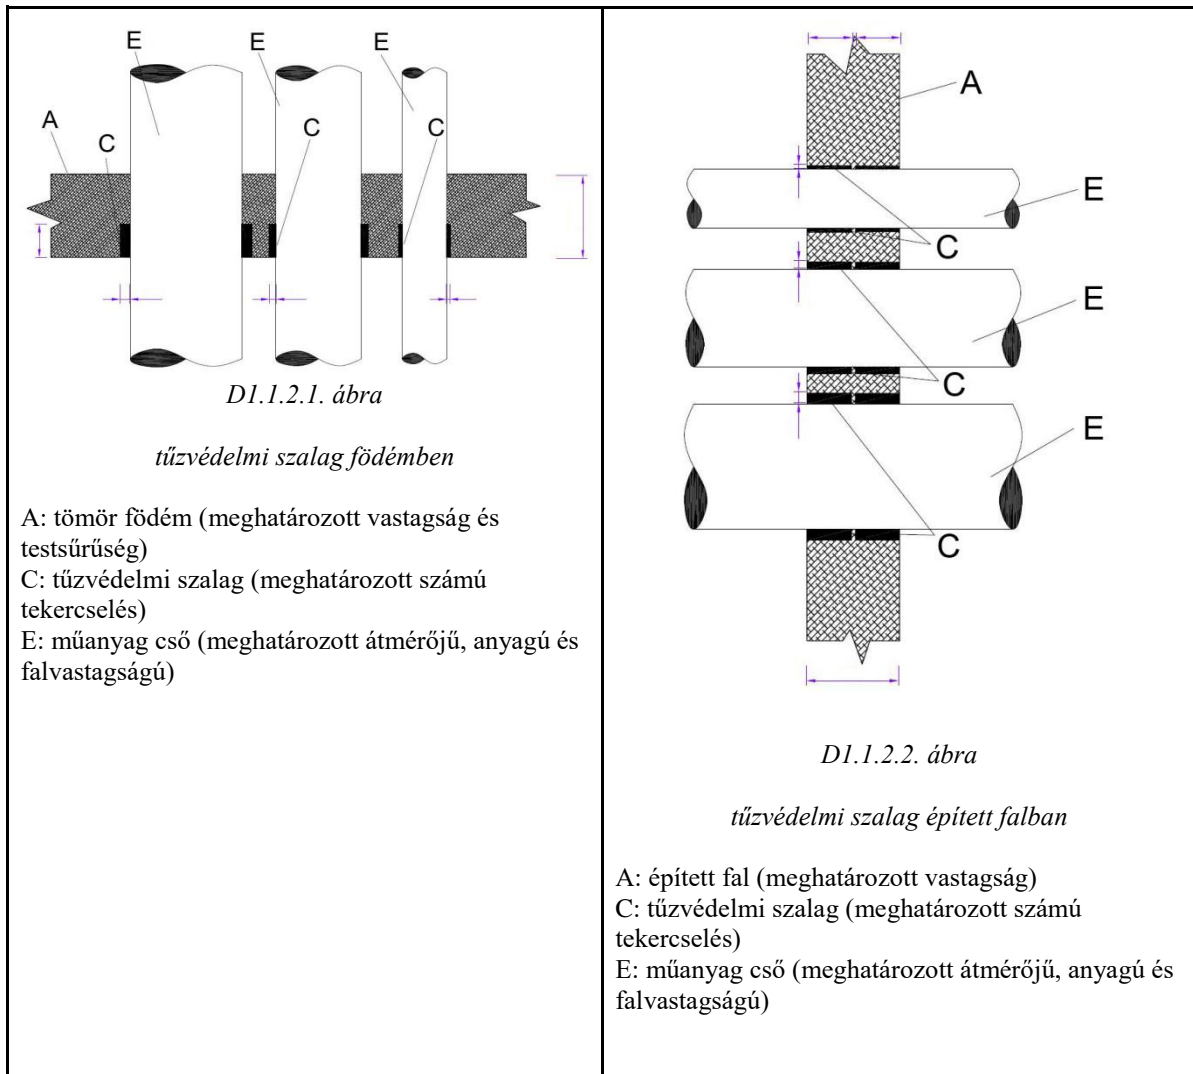 E
E
E
A
C
C
C
D1.1.2.1. ábra
tűzvédelmi szalag födémben
A: tömör födém (meghatározott vastagság és
testsűrűség)
C: tűzvédelmi szalag (meghatározott számú
tekercselés)
E: műanyag cső (meghatározott átmérőjű, anyagú és
falvastagságú)
A
E
C
E
C
E
C
D1.1.2.2. ábra
tűzvédelmi szalag épített falban
A: épített fal (meghatározott vastagság)
C: tűzvédelmi szalag (meghatározott számú
tekercselés)
E: műanyag cső (meghatározott átmérőjű, anyagú és
falvastagságú)